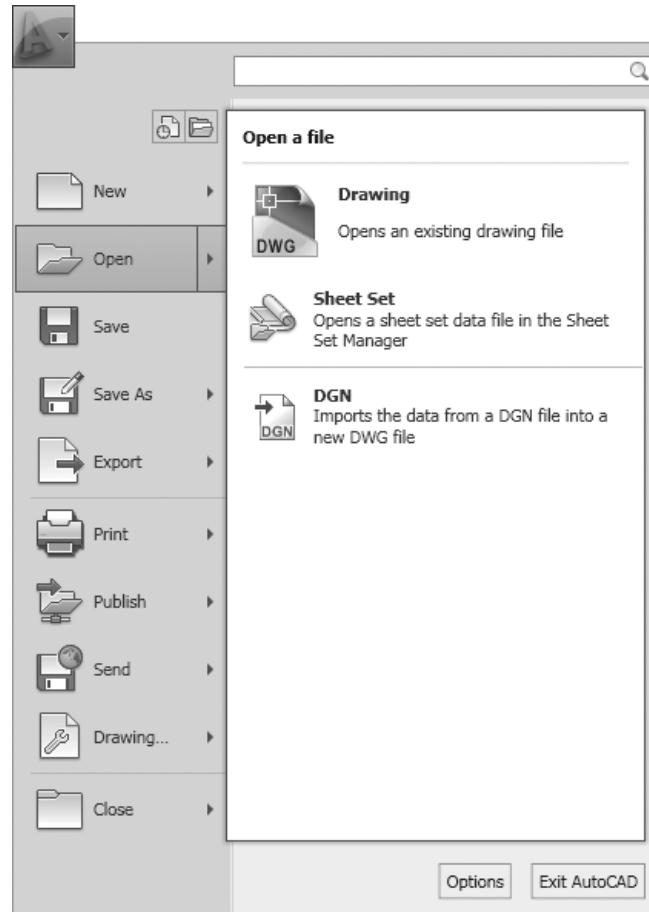 A
Open a file
New
Open
Save
Save As
Export
Print
Publish
Send
Drawing...
Close
DWG
Drawing
Opens an existing drawing file
Sheet Set
Opens a sheet set data file in the Sheet
Set Manager
DGN
DGN
Imports the data from a DGN file into a
new DWG file
Options
Exit AutoCAD